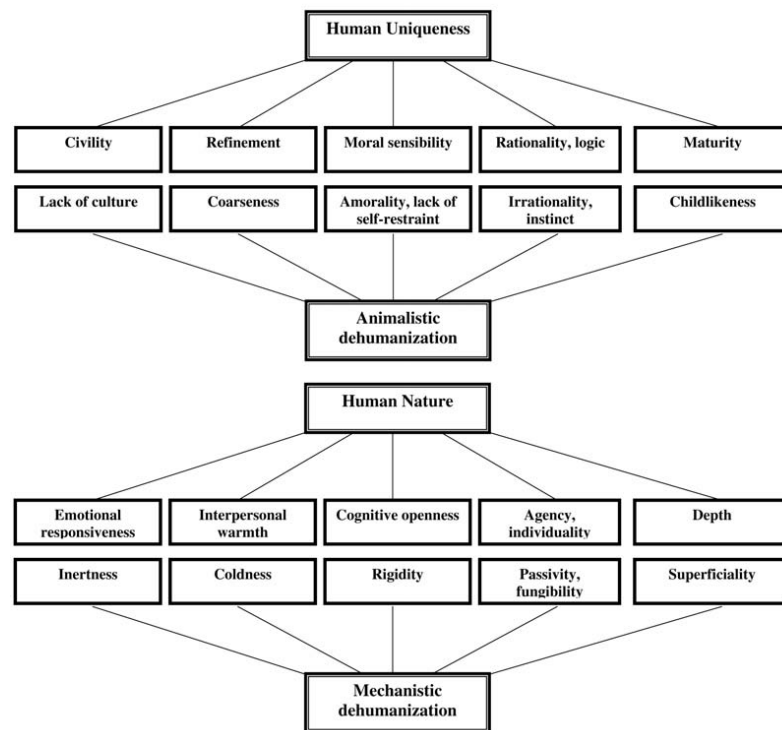 Human Uniqueness
Civility
Refinement
Moral sensibility
Rationality, logic
Maturity
Lack of culture
Coarseness
Amorality, lack of
self-restraint
Irrationality,
instinct
Childlikeness
Animalistic
dehumanization
Human Nature
Emotional
responsiveness
Interpersonal
warmth
Cognitive openness
Agency,
individuality
Depth
Inertness
Coldness
Rigidity
Passivity,
fungibility
Superficiality
Mechanistic
dehumanization